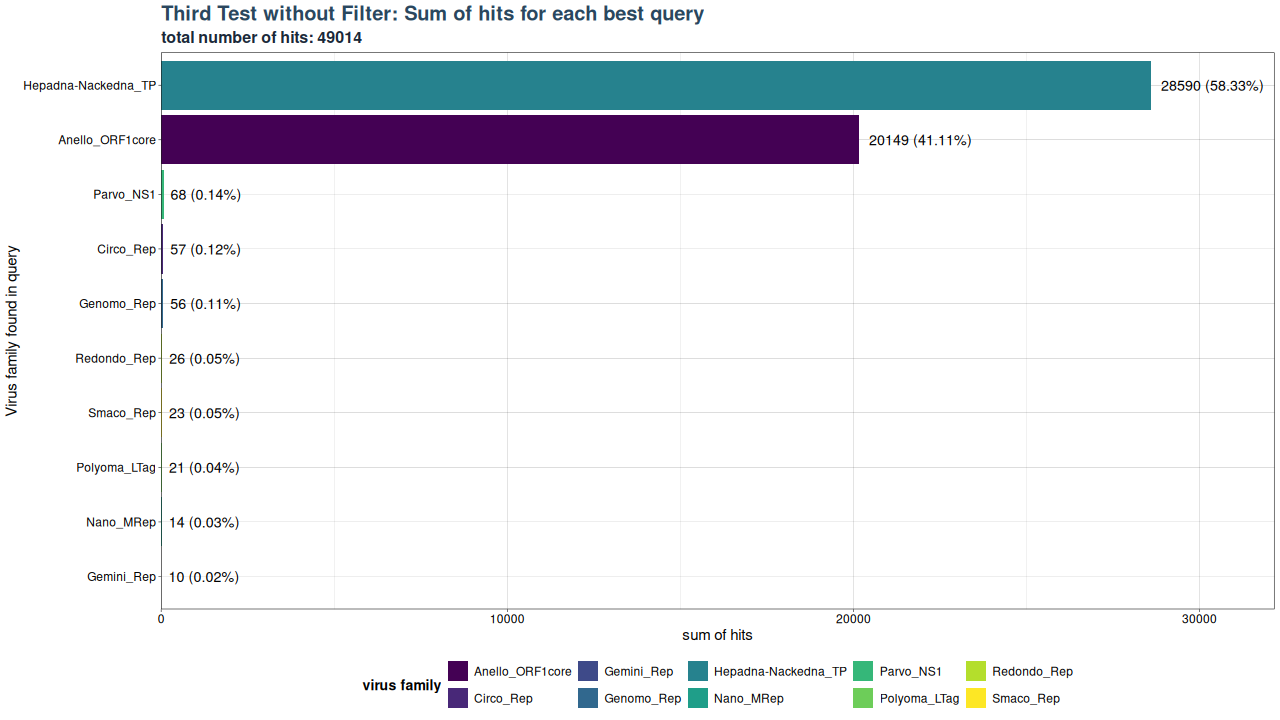 Third Test without Filter: Sum of hits for each best query
total number of hits: 49014
Virus family found in query
Hepadna-Nackedna_TP 28590 (58.33%)
Anello_ORF1core 20149 (41.11%)
Parvo_NS1 68 (0.14%)
Circo_Rep 57 (0.12%)
Genomo_Rep 56 (0.11%)
Redondo_Rep 26 (0.05%)
Smaco_Rep 23 (0.05%)
Polyoma_LTag 21 (0.04%)
Nano_MRep 14 (0.03%)
Gemini_Rep 10 (0.02%)
0 10000 20000 30000
sum of hits
virus family
Anello_ORF1core Gemini_Rep Hepadna-Nackedna_TP Parvo_NS1 Redondo_Rep
Circo_Rep Genomo_Rep Nano_MRep Polyoma_LTag Smaco_Rep